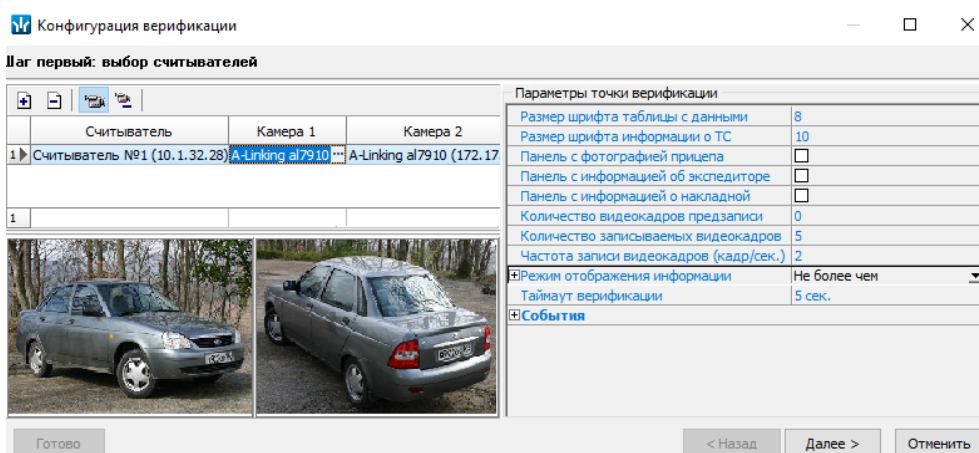 Конфигурация верификации
Шаг первый: выбор считывателей
Считыватель Камера 1 Камера 2
1 Считыватель №1 (10.1.32.28) A-Linking al7910 ... A-Linking al7910 (172.17
1
Параметры точки верификации
Размер шрифта таблицы с данными 8
Размер шрифта информации о ТС 10
Панель с фотографией прицепа
Панель с информацией об экспедиторе
Панель с информацией о накладной
Количество видеокадров предзаписи 0
Количество записываемых видеокадров 5
Частота записи видеокадров (кадр/сек.) 2
Режим отображения информации Не более чем
Таймаут верификации 5 сек.
События
Готово
< Назад
Далее >
Отменить